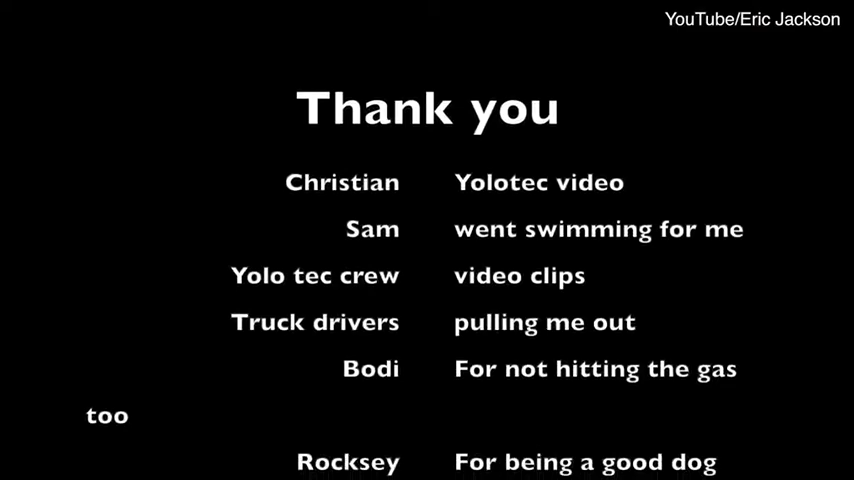 YouTube/Eric Jackson
Thank you
Christian Yolotec video
Sam went swimming for me
Yolo tec crew video clips
Truck drivers pulling me out
Bodi For not hitting the gas
too
Rocksey For being a good dog